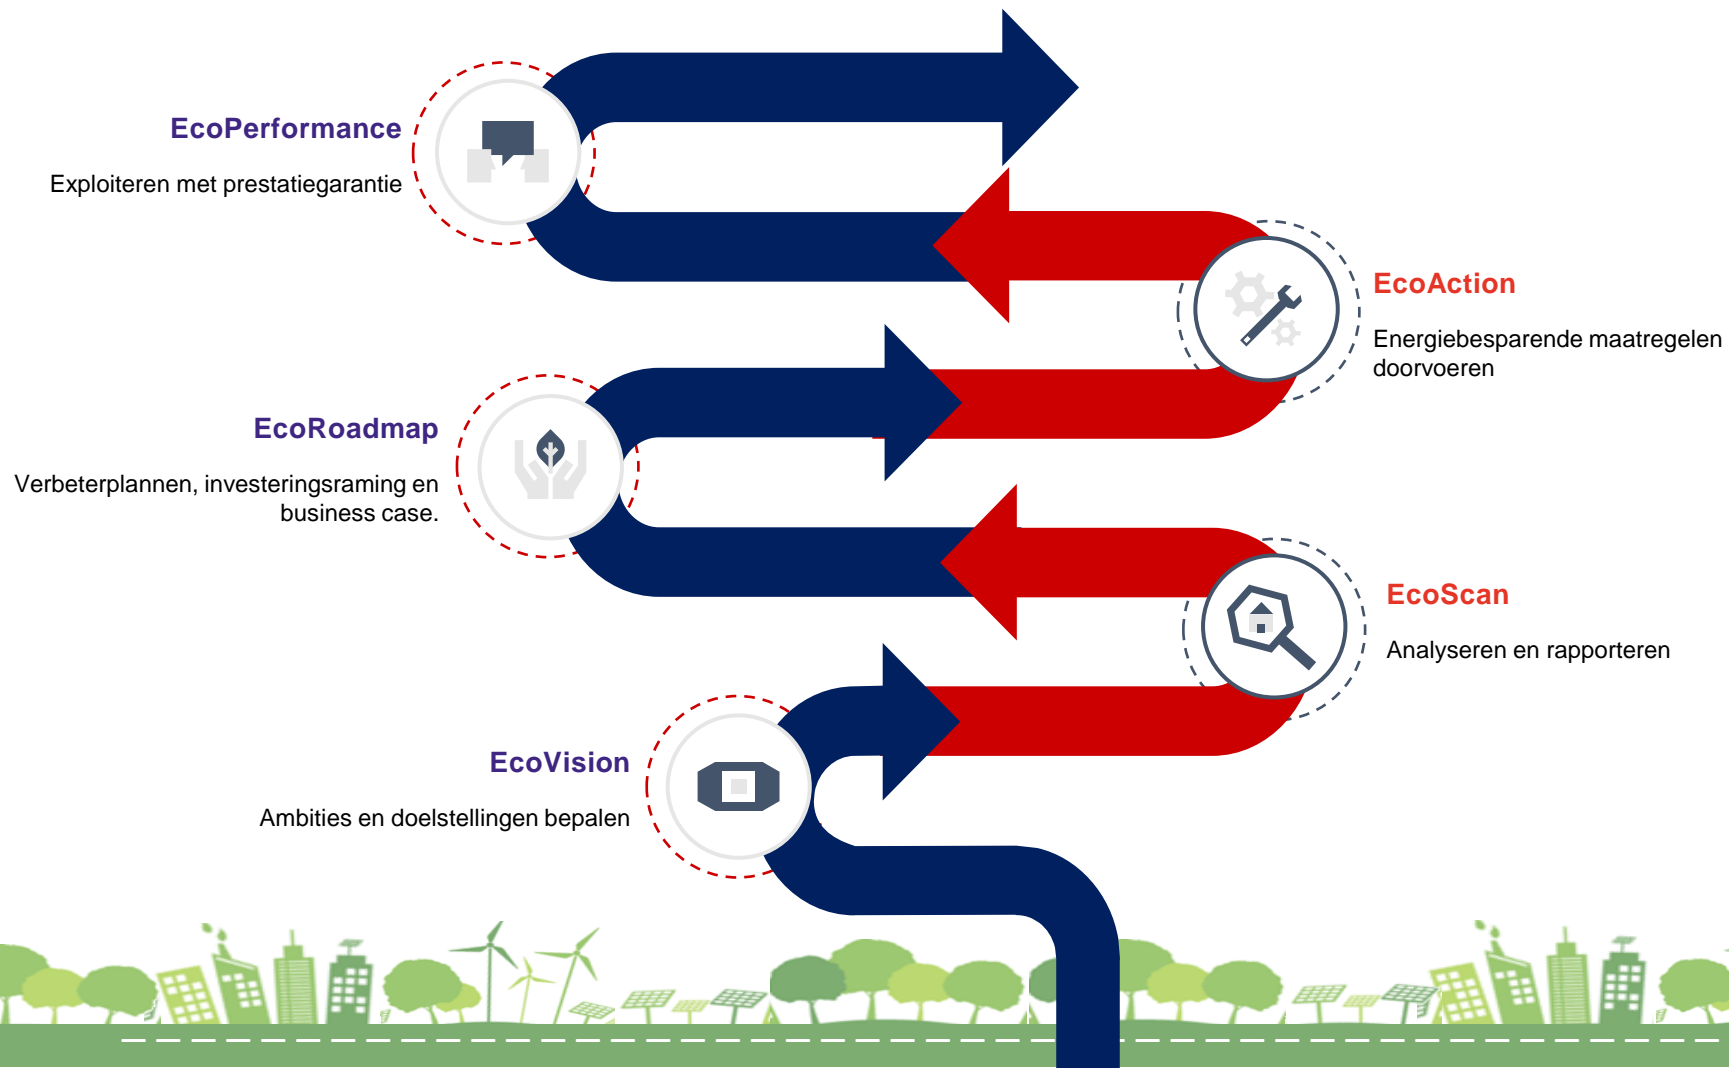 EcoPerformance
Exploiteren met prestatiegarantie
EcoAction
Energiebesparende maatregelen
doorvoeren
EcoRoadmap
Verbeterplannen, investeringsraming en
business case.
EcoScan
Analyseren en rapporteren
EcoVision
Ambities en doelstellingen bepalen